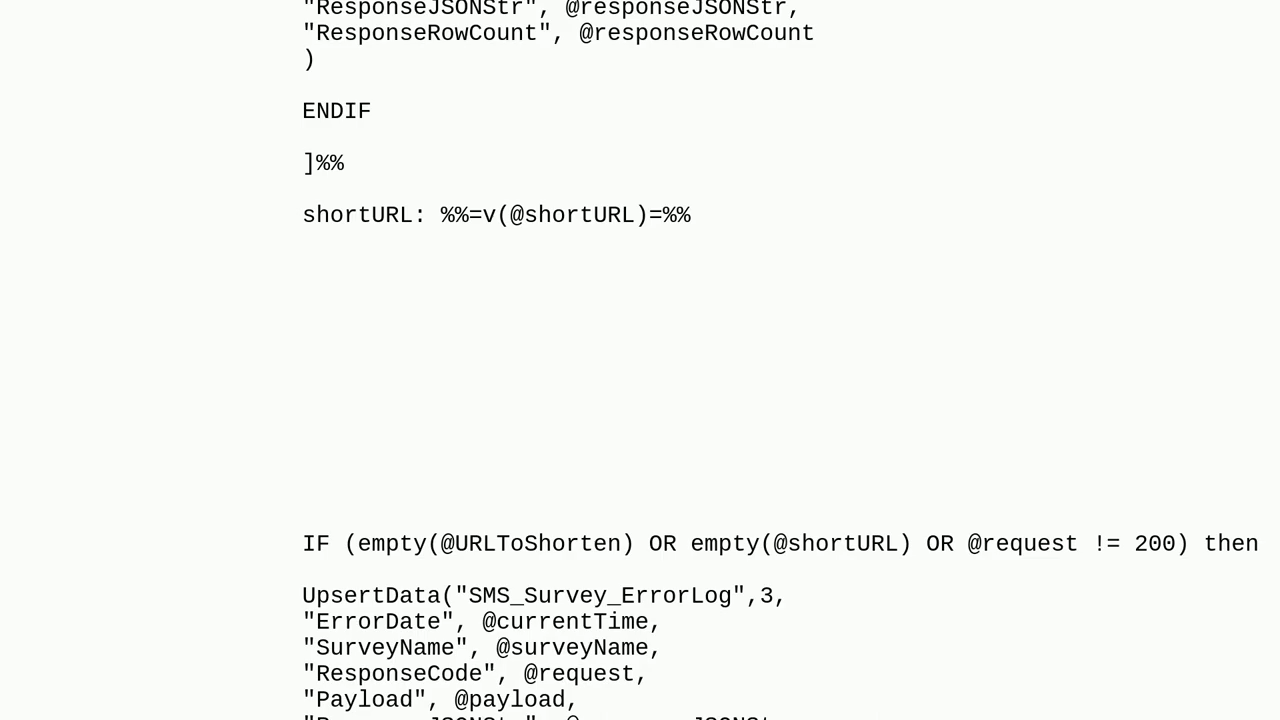 "ResponseJSONStr", @responseJSONStr,
"ResponseRowCount", @responseRowCount
)
ENDIF
]%%
shortURL: %%=v(@shortURL)=%%
IF (empty(@URLToShorten) OR empty(@shortURL) OR @request != 200) then
UpsertData("SMS_Survey_ErrorLog",3,
"ErrorDate", @currentTime,
"SurveyName", @surveyName,
"ResponseCode", @request,
"Payload", @payload,